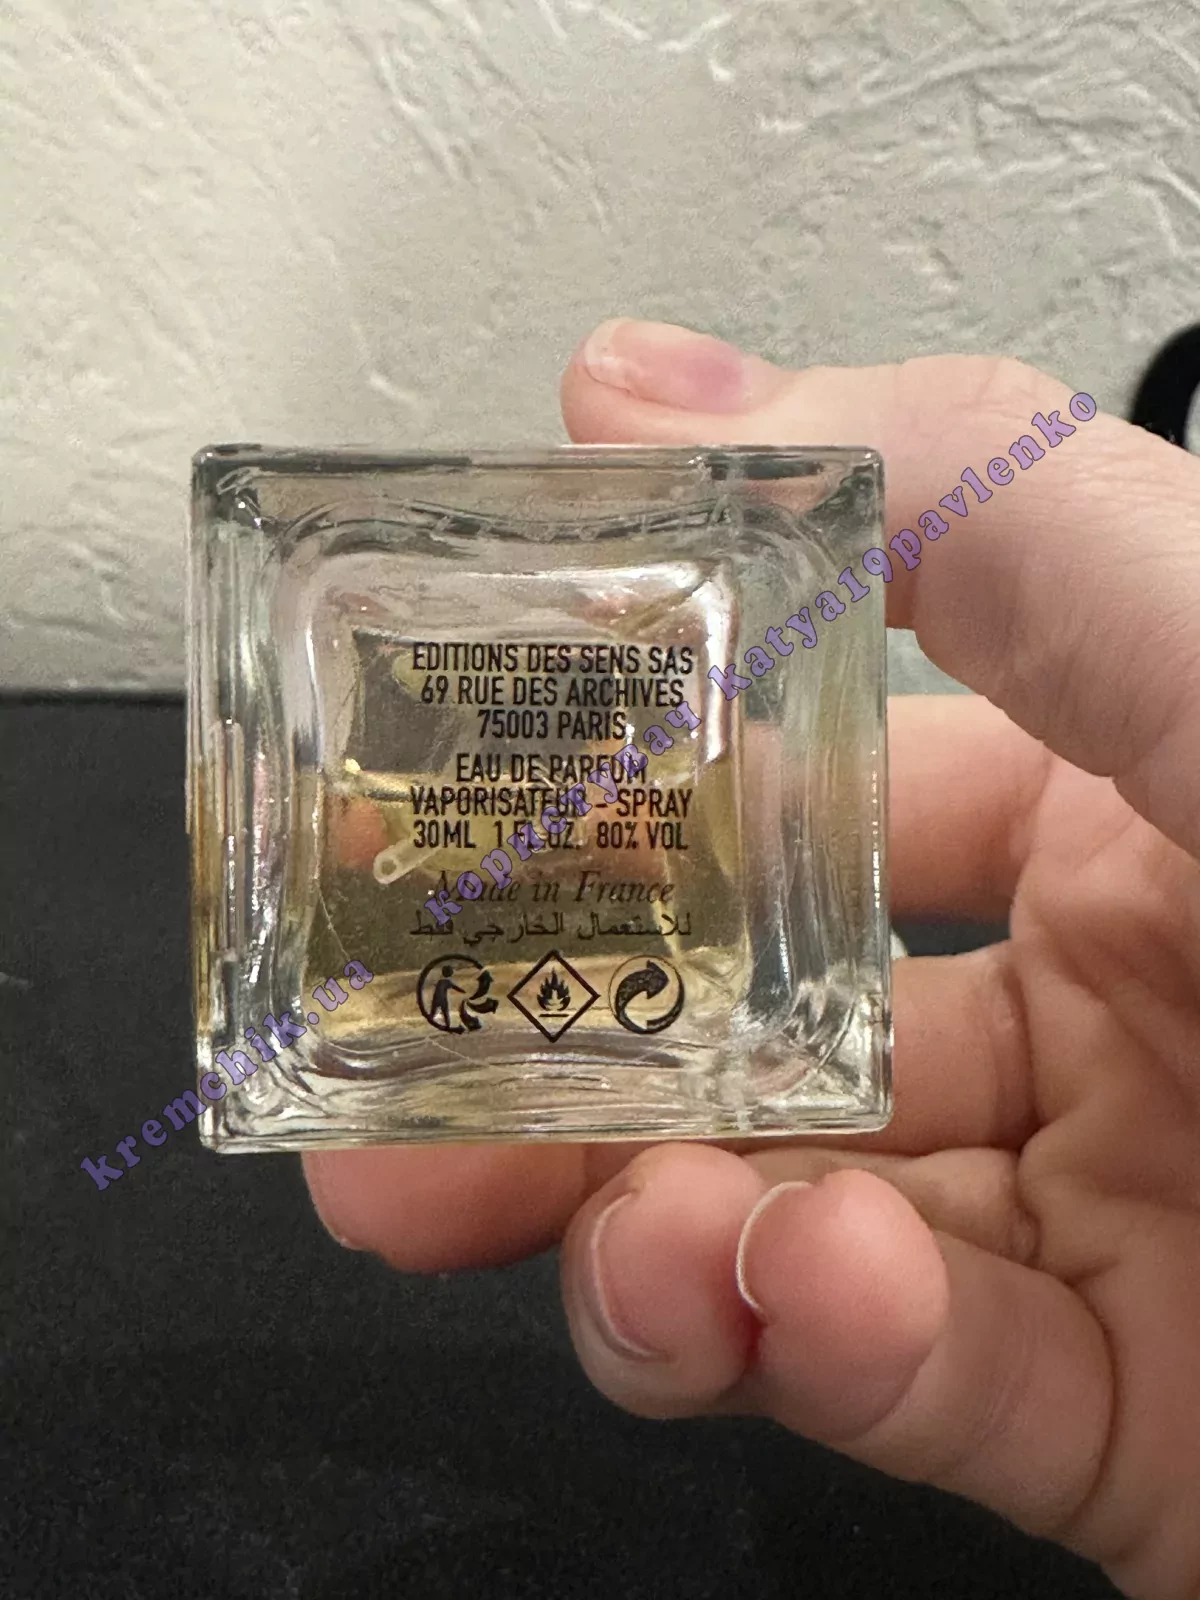 EDITIONS DES SENS SAS
69 RUE DES ARCHIVES
75003 PARIS
EAU DE PARFUM
VAPORISATEUR - SPRAY
30ML 1 FL.OZ. 80% VOL
Made in France
للاستعمال الخارجي فقط
kremchik.ua користувач katya19pavlenko